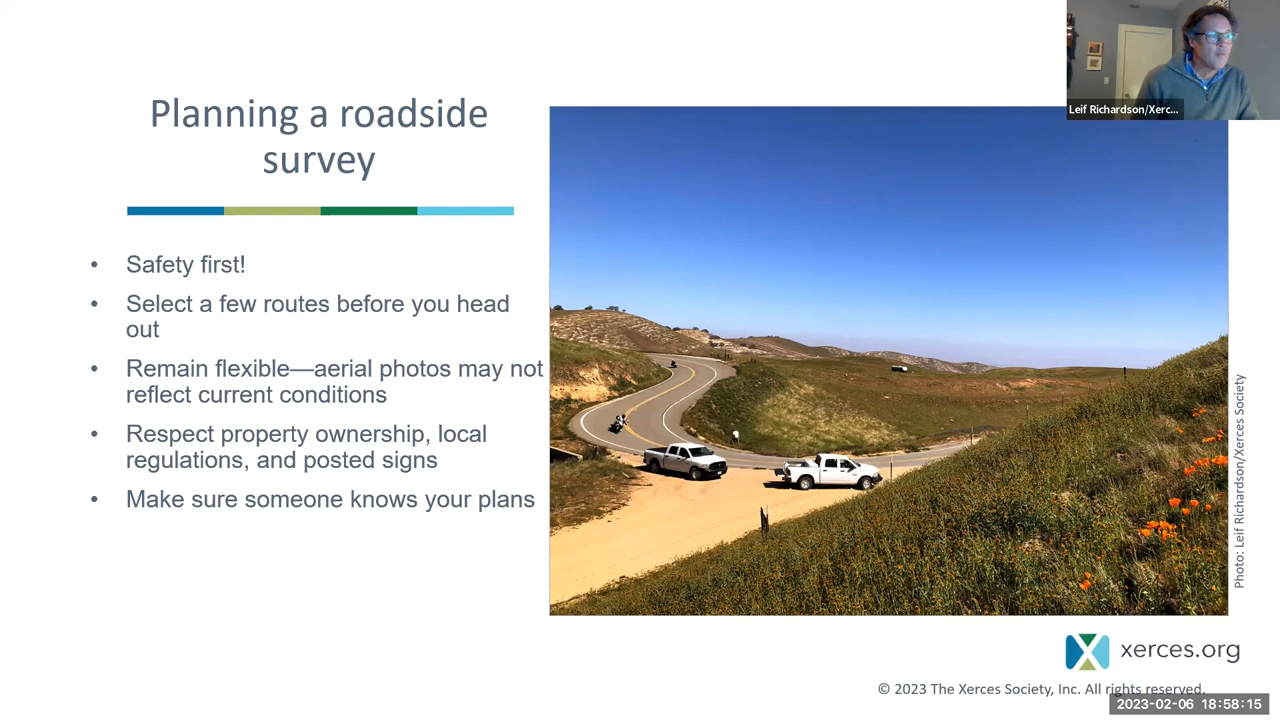 Planning a roadside
survey
• Safety first!
• Select a few routes before you head
out
• Remain flexible—aerial photos may not
reflect current conditions
• Respect property ownership, local
regulations, and posted signs
• Make sure someone knows your plans
Leif Richardson/Xerc...
Photo: Leif Richardson/Xerces Society
xerces.org
© 2023 The Xerces Society, Inc. All rights reserved.
2023-02-06 18:58:15